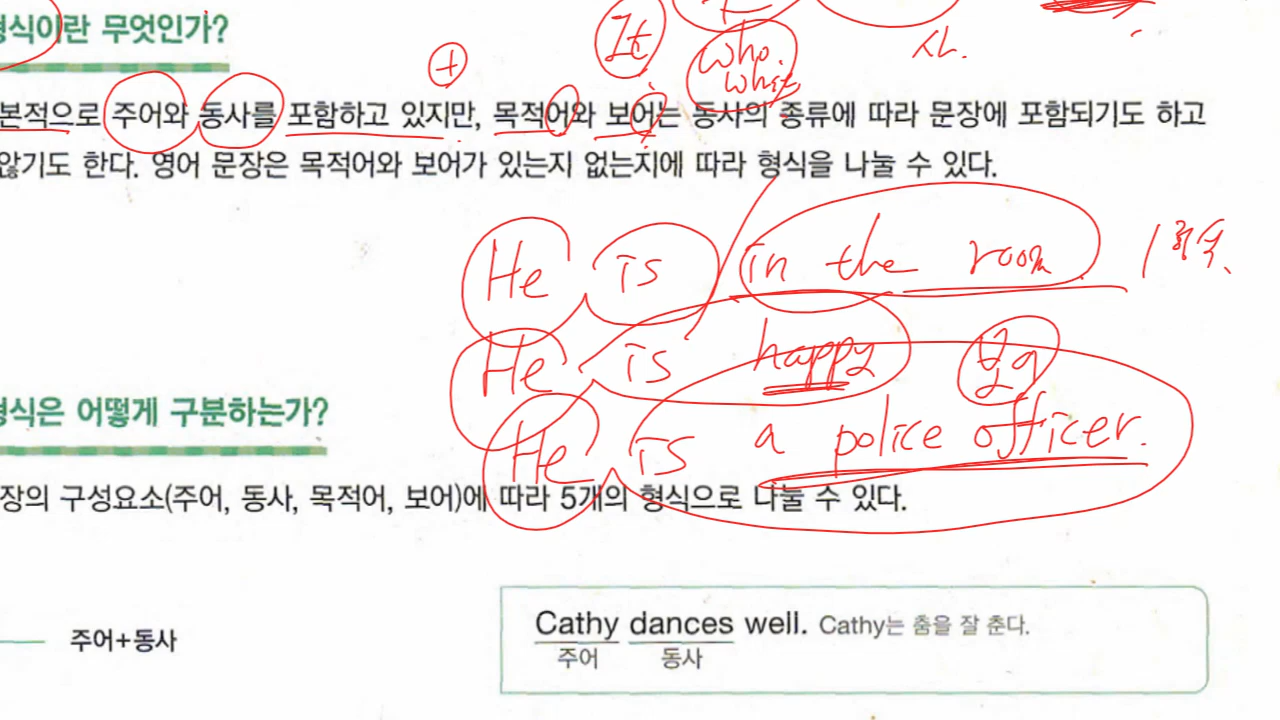 형식이란 무엇인가?
It
who.
사.
본적으로 주어와 동사를 포함하고 있지만, 목적어와 보어는 동사의 종류에 따라 문장에 포함되기도 하고
않기도 한다. 영어 문장은 목적어와 보어가 있는지 없는지에 따라 형식을 나눌 수 있다.
He is in the room 1형식.
He is happy
He is a police officer.
형식은 어떻게 구분하는가?
장의 구성요소(주어, 동사, 목적어, 보어)에 따라 5개의 형식으로 나눌 수 있다.
주어+동사
Cathy dances well. Cathy는 춤을 잘 춘다.
주어 동사